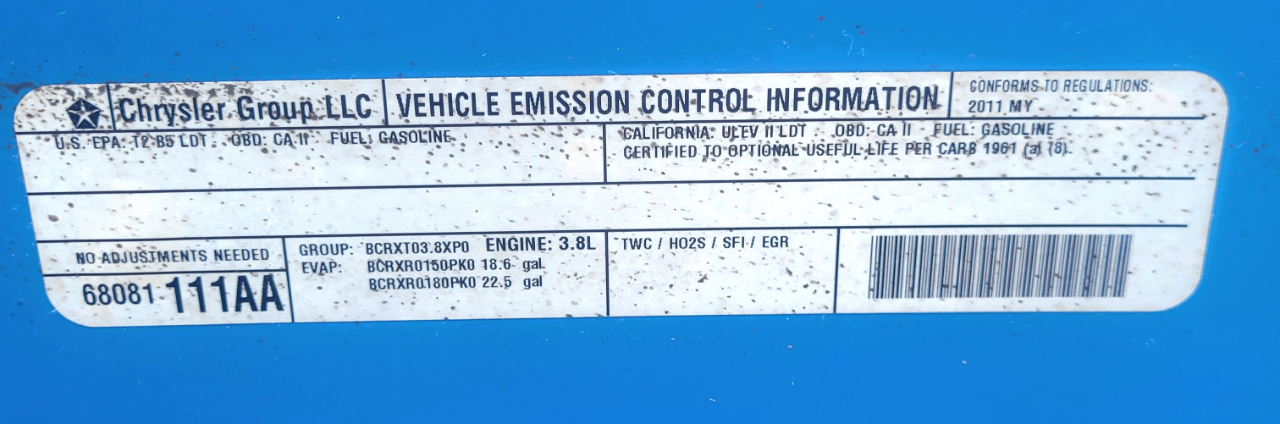 Chrysler Group LLC VEHICLE EMISSION CONTROL INFORMATION
CONFORMS TO REGULATIONS:
2011 MY
U.S. EPA: T2 B5 LDT OBD: CA II FUEL: GASOLINE
CALIFORNIA: ULEV II LDT OBD: CA II FUEL: GASOLINE
CERTIFIED TO OPTIONAL USEFUL LIFE PER CARB 1961 (a) (8).
NO ADJUSTMENTS NEEDED
68081 111AA
GROUP: BCRXT03.8XP0 ENGINE: 3.8L
EVAP: BCRXR0150PK0 18.6 gal
BCRXR0180PK0 22.5 gal
TWC / HO2S / SFI / EGR